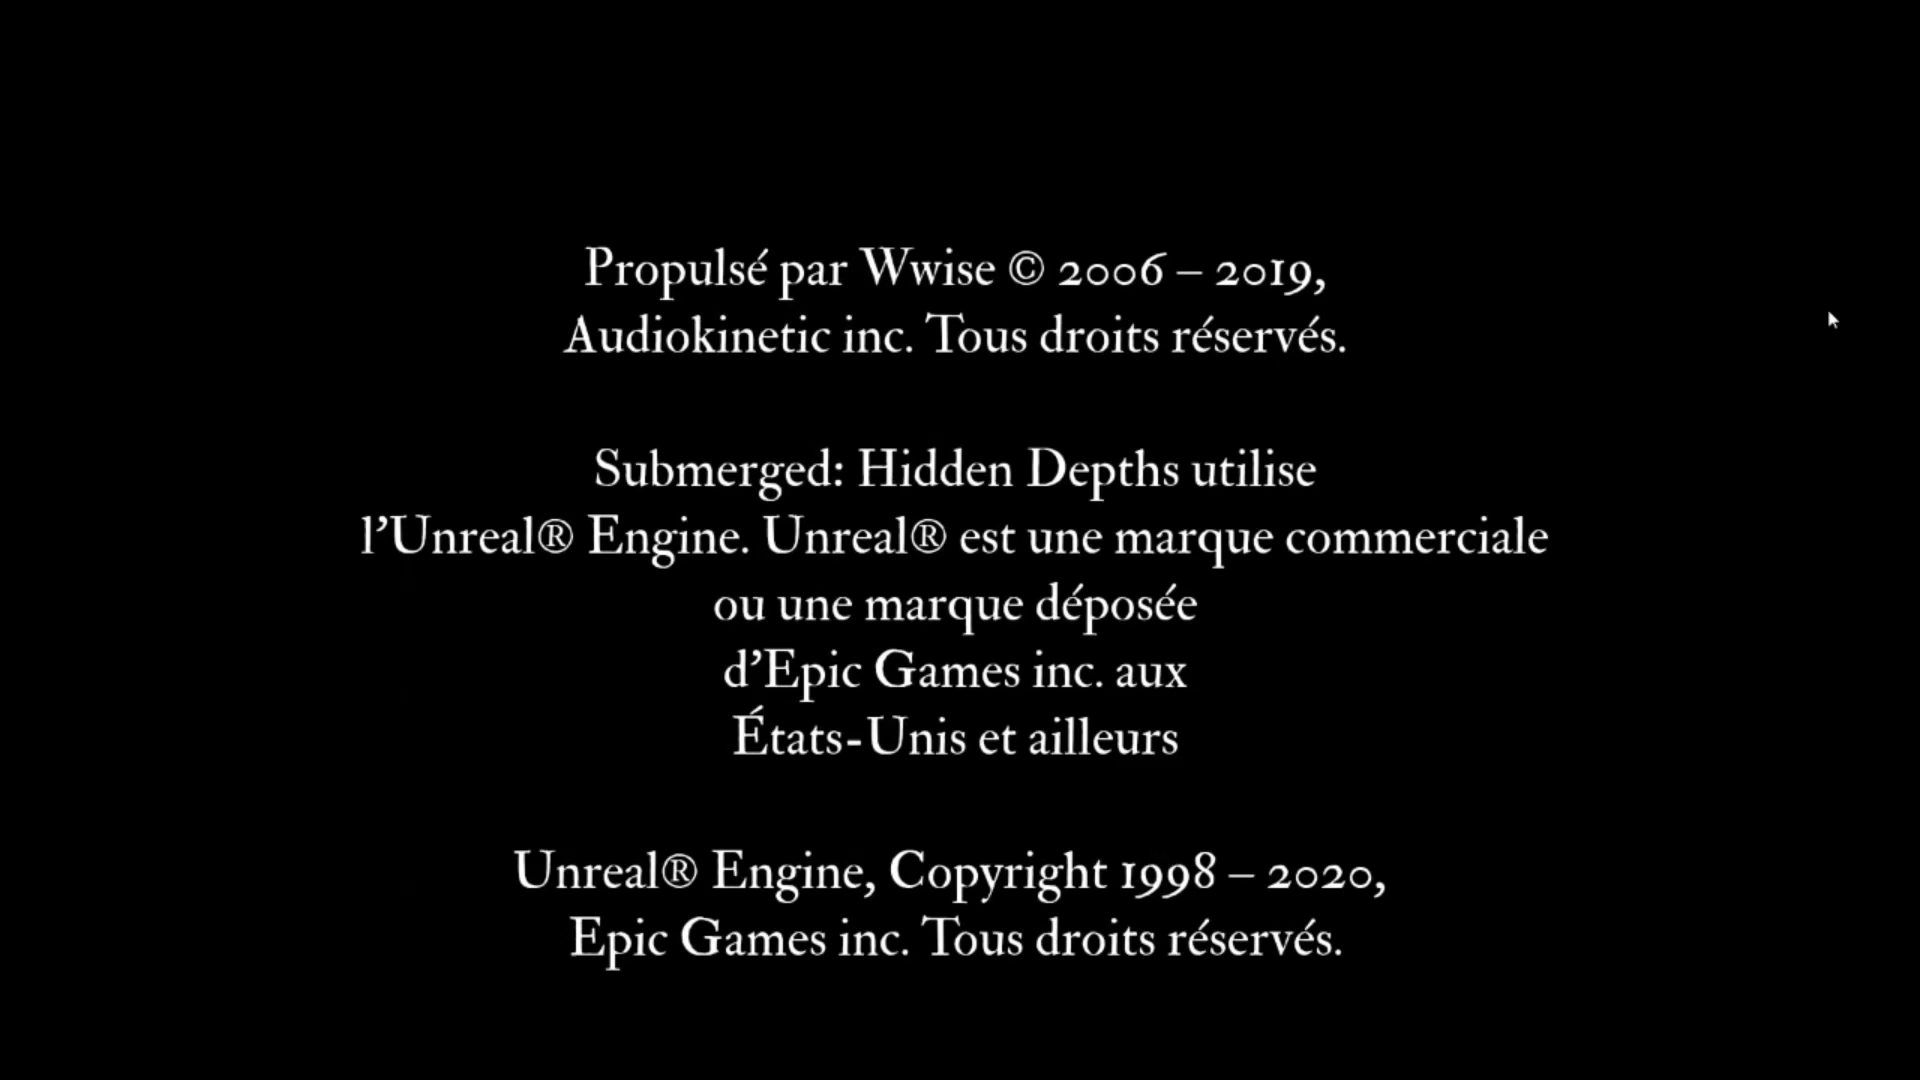 Propulsé par Wwise © 2006 – 2019,
Audiokinetic inc. Tous droits réservés.
Submerged: Hidden Depths utilise
l’Unreal® Engine. Unreal® est une marque commerciale
ou une marque déposée
d’Epic Games inc. aux
États-Unis et ailleurs
Unreal® Engine, Copyright 1998 – 2020,
Epic Games inc. Tous droits réservés.